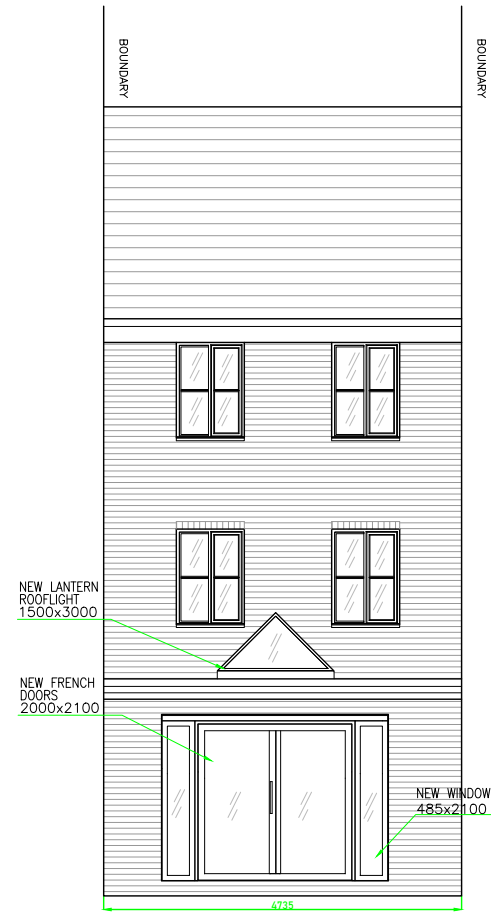 BOUNDARY
BOUNDARY
NEW LANTERN
ROOFLIGHT
1500x3000
NEW FRENCH
DOORS
2000x2100
NEW WINDOW
485x2100
4735